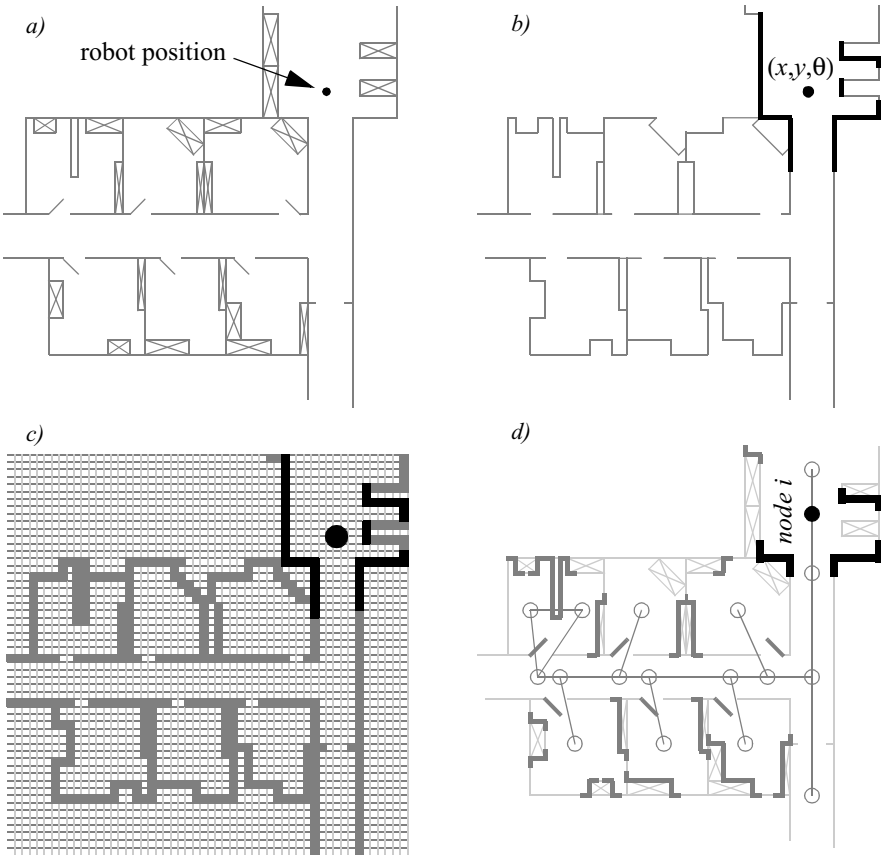 a)
robot position
b)
(x,y,θ)
c)
d)
node i